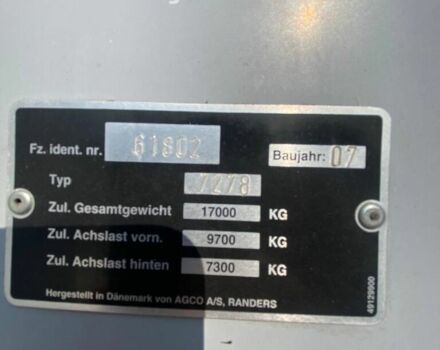 Fz. ident. nr. 61802 Baujahr: 07
Typ 7278
Zul. Gesamtgewicht 17000 KG
Zul. Achslast vorn. 9700 KG
Zul. Achslast hinten 7300 KG
Hergestellt in Dänemark von AGCO A/S, RANDERS
49129900